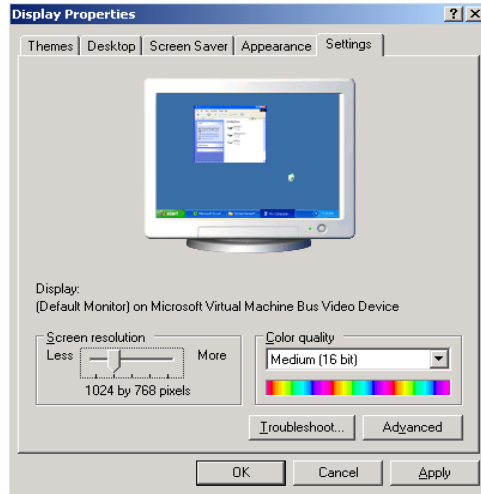 Display Properties
Themes Desktop Screen Saver Appearance Settings
start
Display:
(Default Monitor) on Microsoft Virtual Machine Bus Video Device
Screen resolution
Less More
1024 by 768 pixels
Color quality
Medium (16 bit)
Troubleshoot... Advanced
OK Cancel Apply